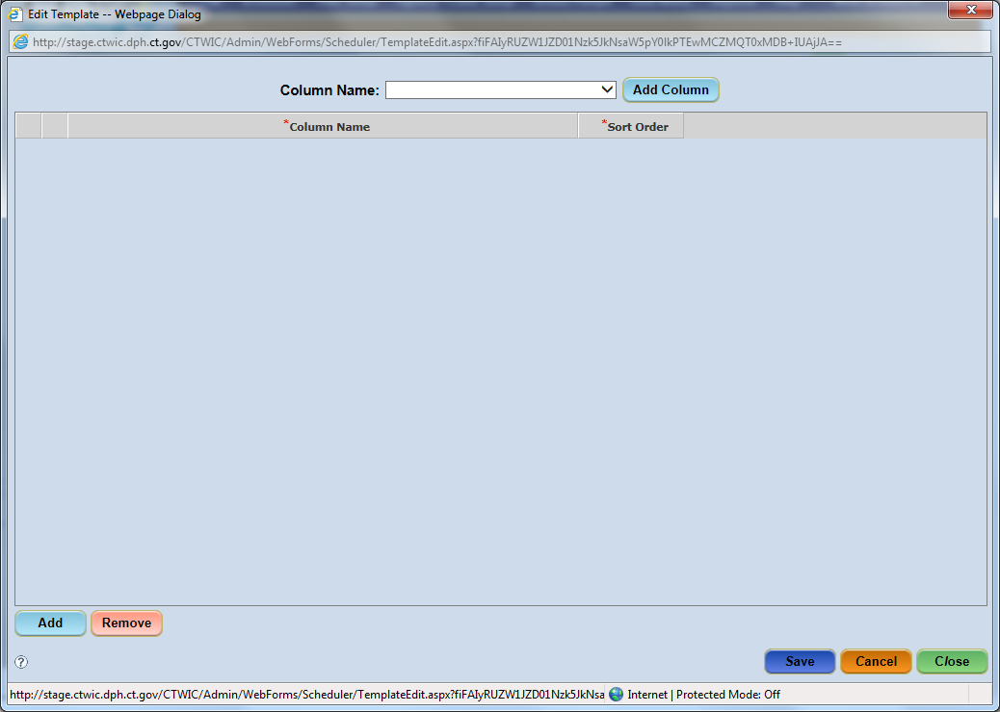 Edit Template -- Webpage Dialog
http://stage.ctwic.dph.ct.gov/CTWIC/Admin/WebForms/Scheduler/TemplateEdit.aspx?fiFAIyRUZW1JZD01Nzk5JkNsaW5pY0lkPTEwMCZMQT0xMDB+IUAjJA==
Column Name:
Add Column
*Column Name *Sort Order
Add Remove
?
Save Cancel Close
http://stage.ctwic.dph.ct.gov/CTWIC/Admin/WebForms/Scheduler/TemplateEdit.aspx?fiFAIyRUZW1JZD01Nzk5JkNsa Internet | Protected Mode: Off